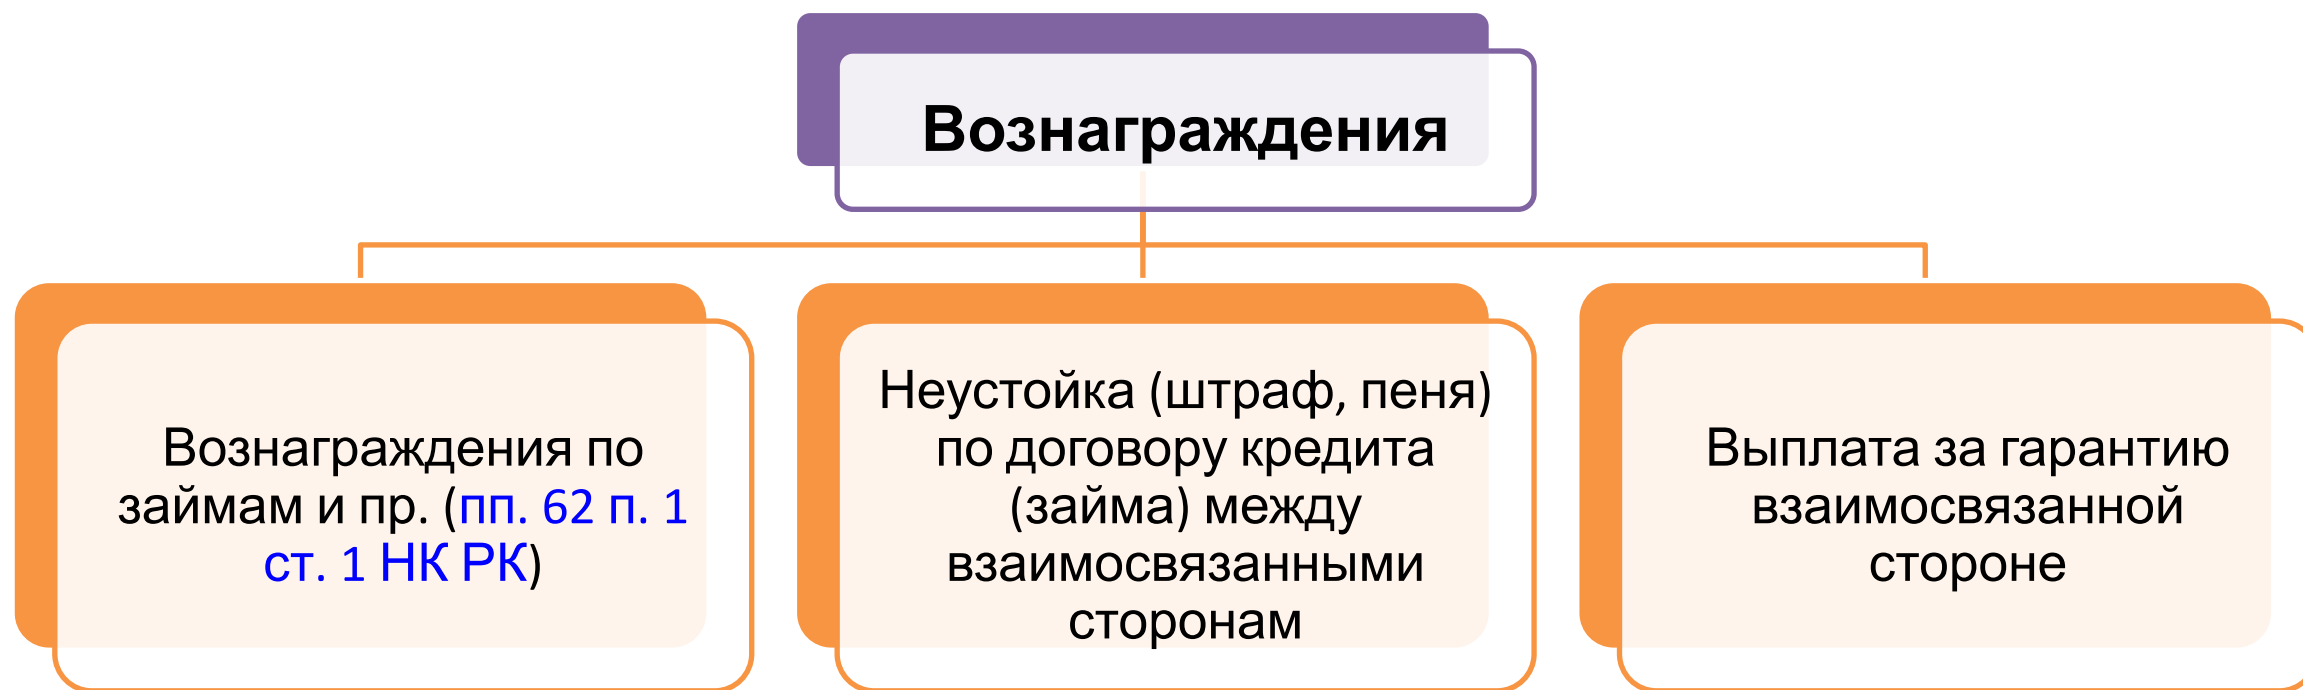 Вознаграждения
Вознаграждения по
займам и пр. (пп. 62 п. 1
ст. 1 НК РК)
Неустойка (штраф, пеня)
по договору кредита
(займа) между
взаимосвязанными
сторонам
Выплата за гарантию
взаимосвязанной
стороне